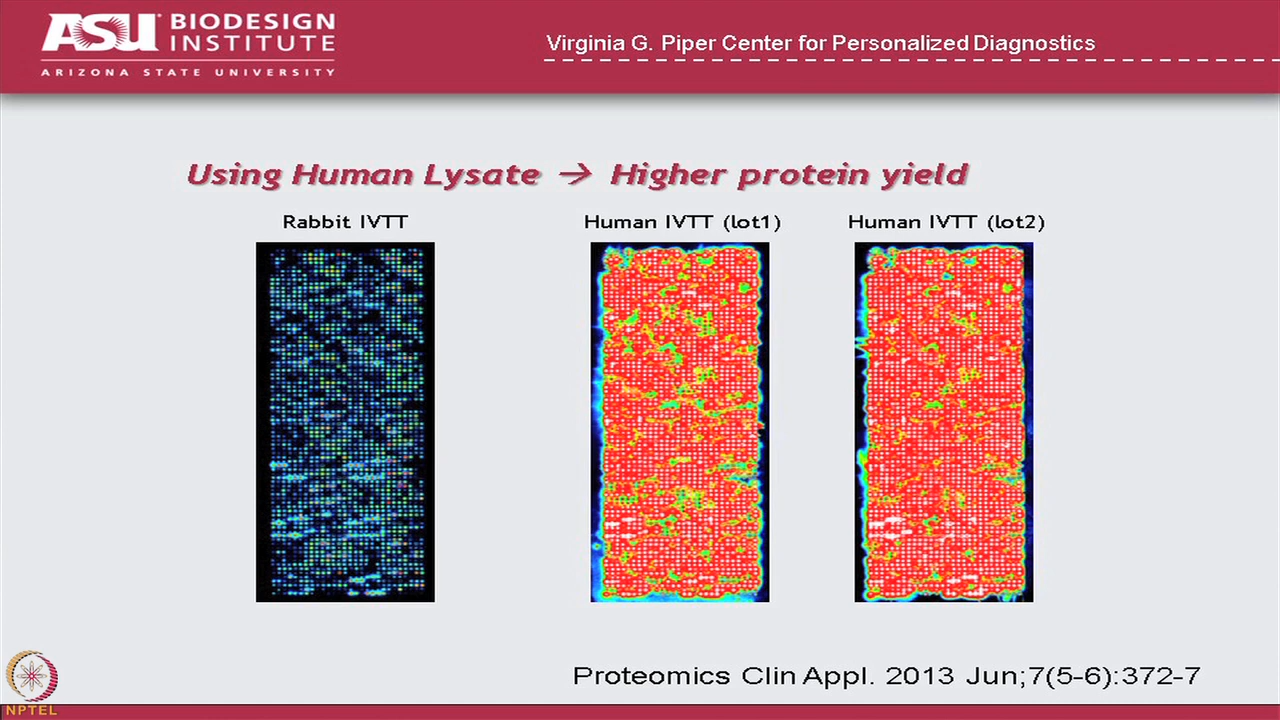 ASU BIODESIGN
INSTITUTE
ARIZONA STATE UNIVERSITY
Virginia G. Piper Center for Personalized Diagnostics
Using Human Lysate → Higher protein yield
Rabbit IVTT
Human IVTT (lot1)
Human IVTT (lot2)
Proteomics Clin Appl. 2013 Jun;7(5-6):372-7
NPTEL